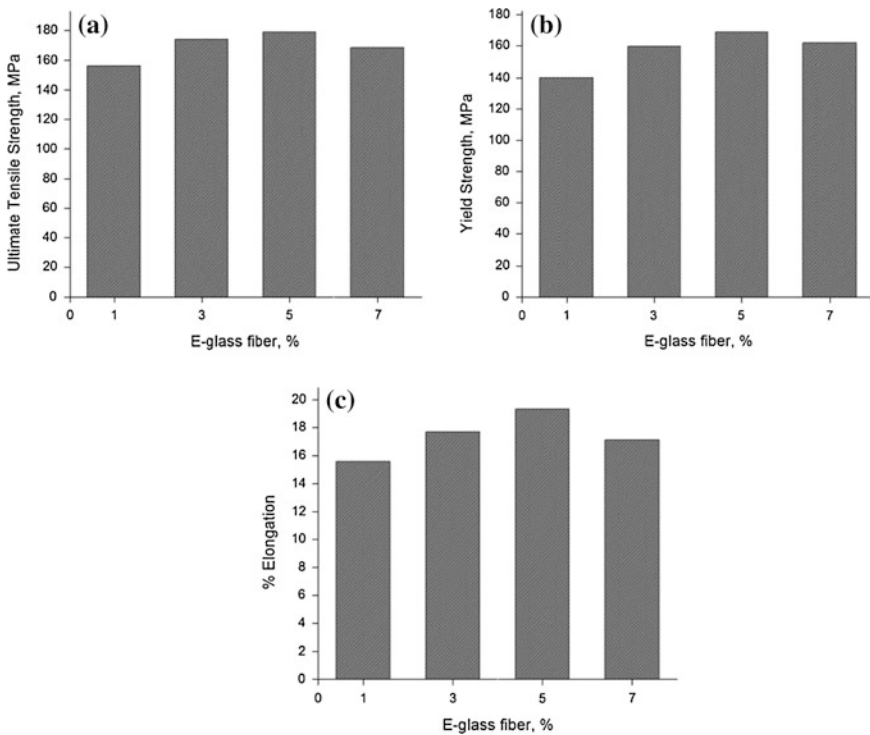 (a)
Ultimate Tensile Strength, MPa
180
160
140
120
100
80
60
40
20
0
0 1 3 5 7
E-glass fiber, %
(b)
Yield Strength, MPa
180
160
140
120
100
80
60
40
20
0
0 1 3 5 7
E-glass fiber, %
(c)
% Elongation
20
18
16
14
12
10
8
6
4
2
0
0 1 3 5 7
E-glass fiber, %